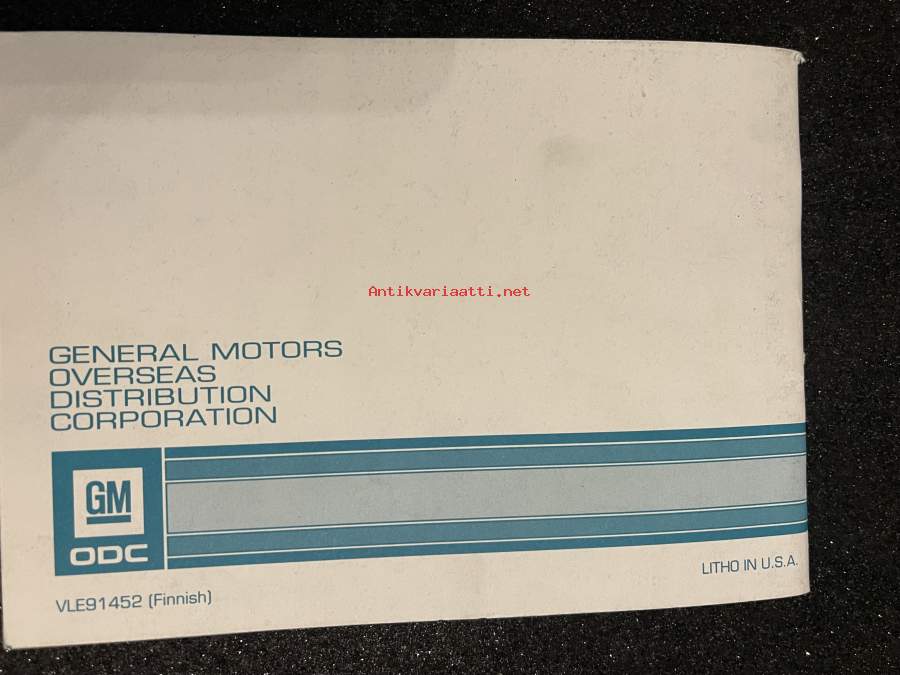 Antikvariaatti.net
GENERAL MOTORS
OVERSEAS
DISTRIBUTION
CORPORATION
GM
ODC
LITHO IN U.S.A.
VLE91452 (Finnish)